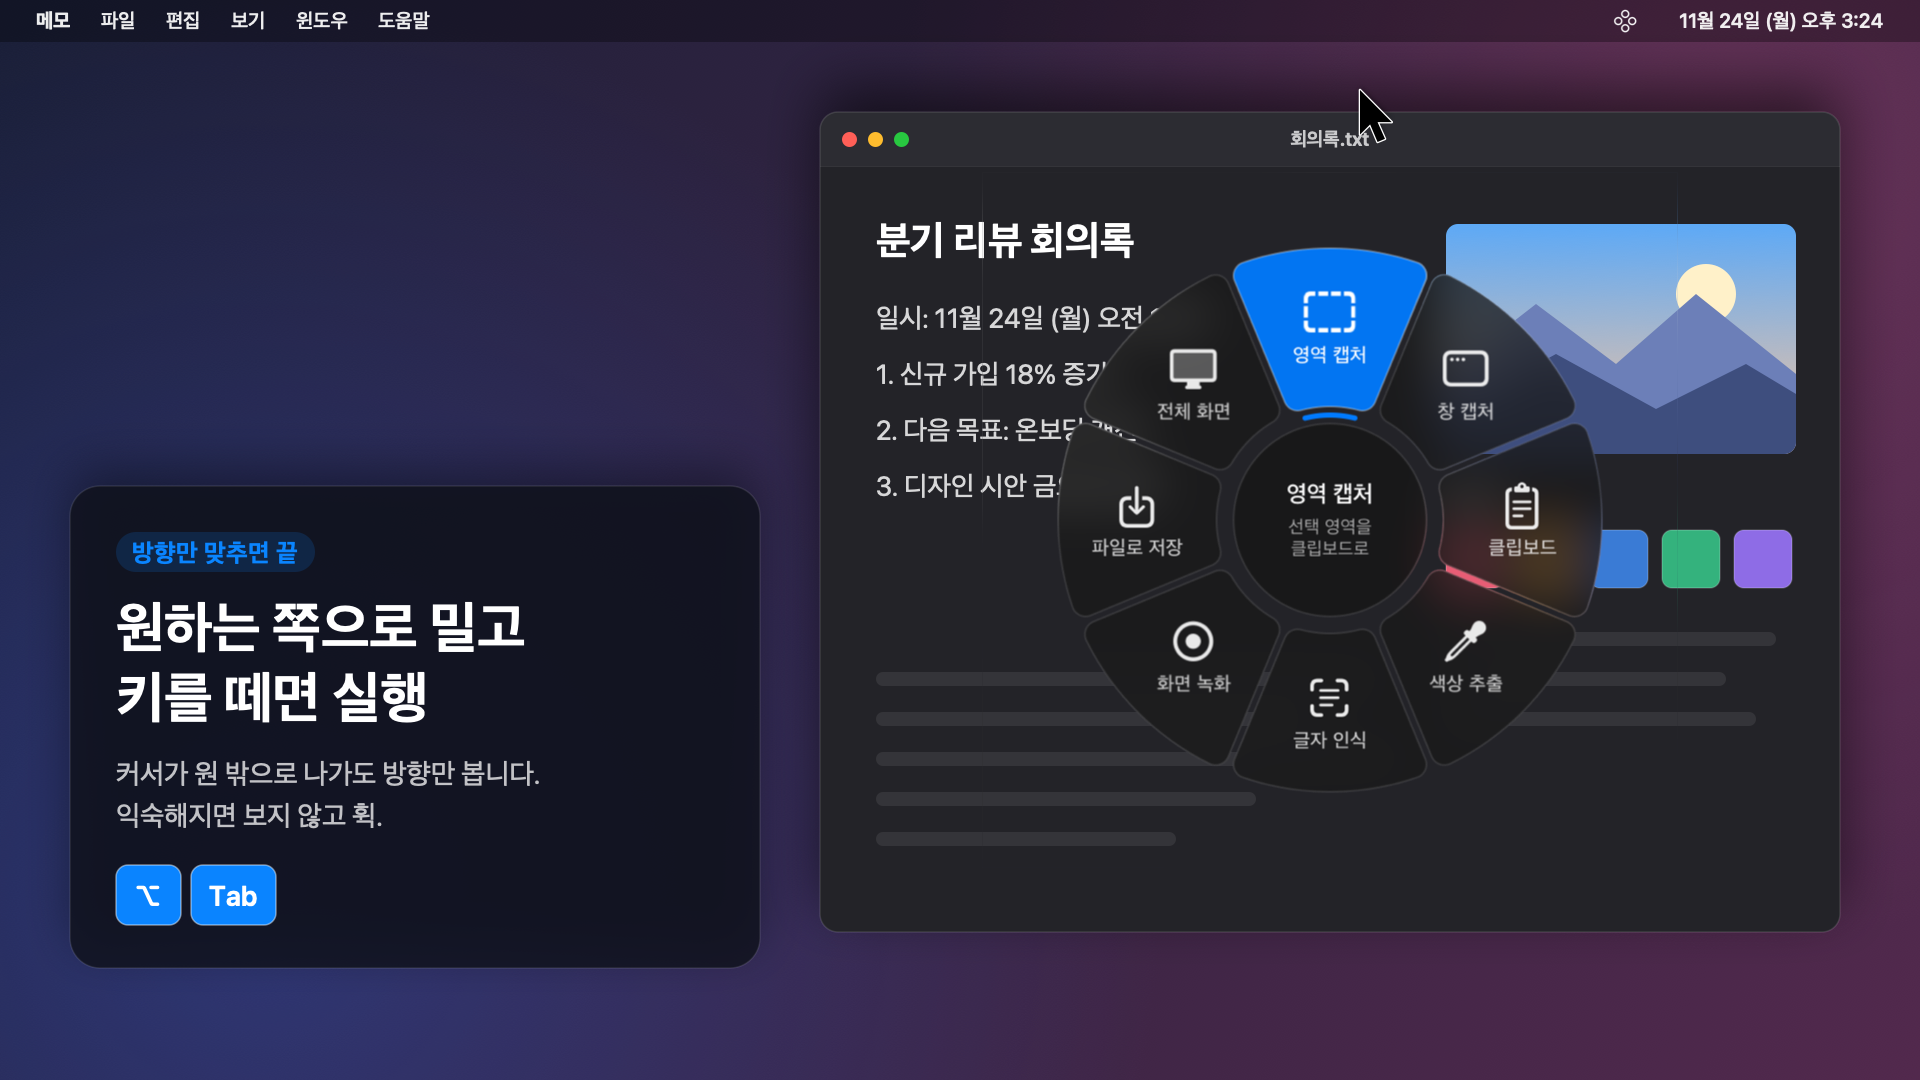 메모 파일 편집 보기 윈도우 도움말
11월 24일 (월) 오후 3:24
방향만 맞추면 끝
원하는 쪽으로 밀고
키를 떼면 실행
커서가 원 밖으로 나가도 방향만 봅니다.
익숙해지면 보지 않고 획.
⌥ Tab
회의록.txt
분기 리뷰 회의록
일시: 11월 24일 (월) 오전
1. 신규 가입 18% 증가
2. 다음 목표: 온보딩 개선
3. 디자인 시안
영역 캡처
창 캡처
클립보드
색상 추출
글자 인식
화면 녹화
파일로 저장
전체 화면
영역 캡처
선택 영역을
클립보드로